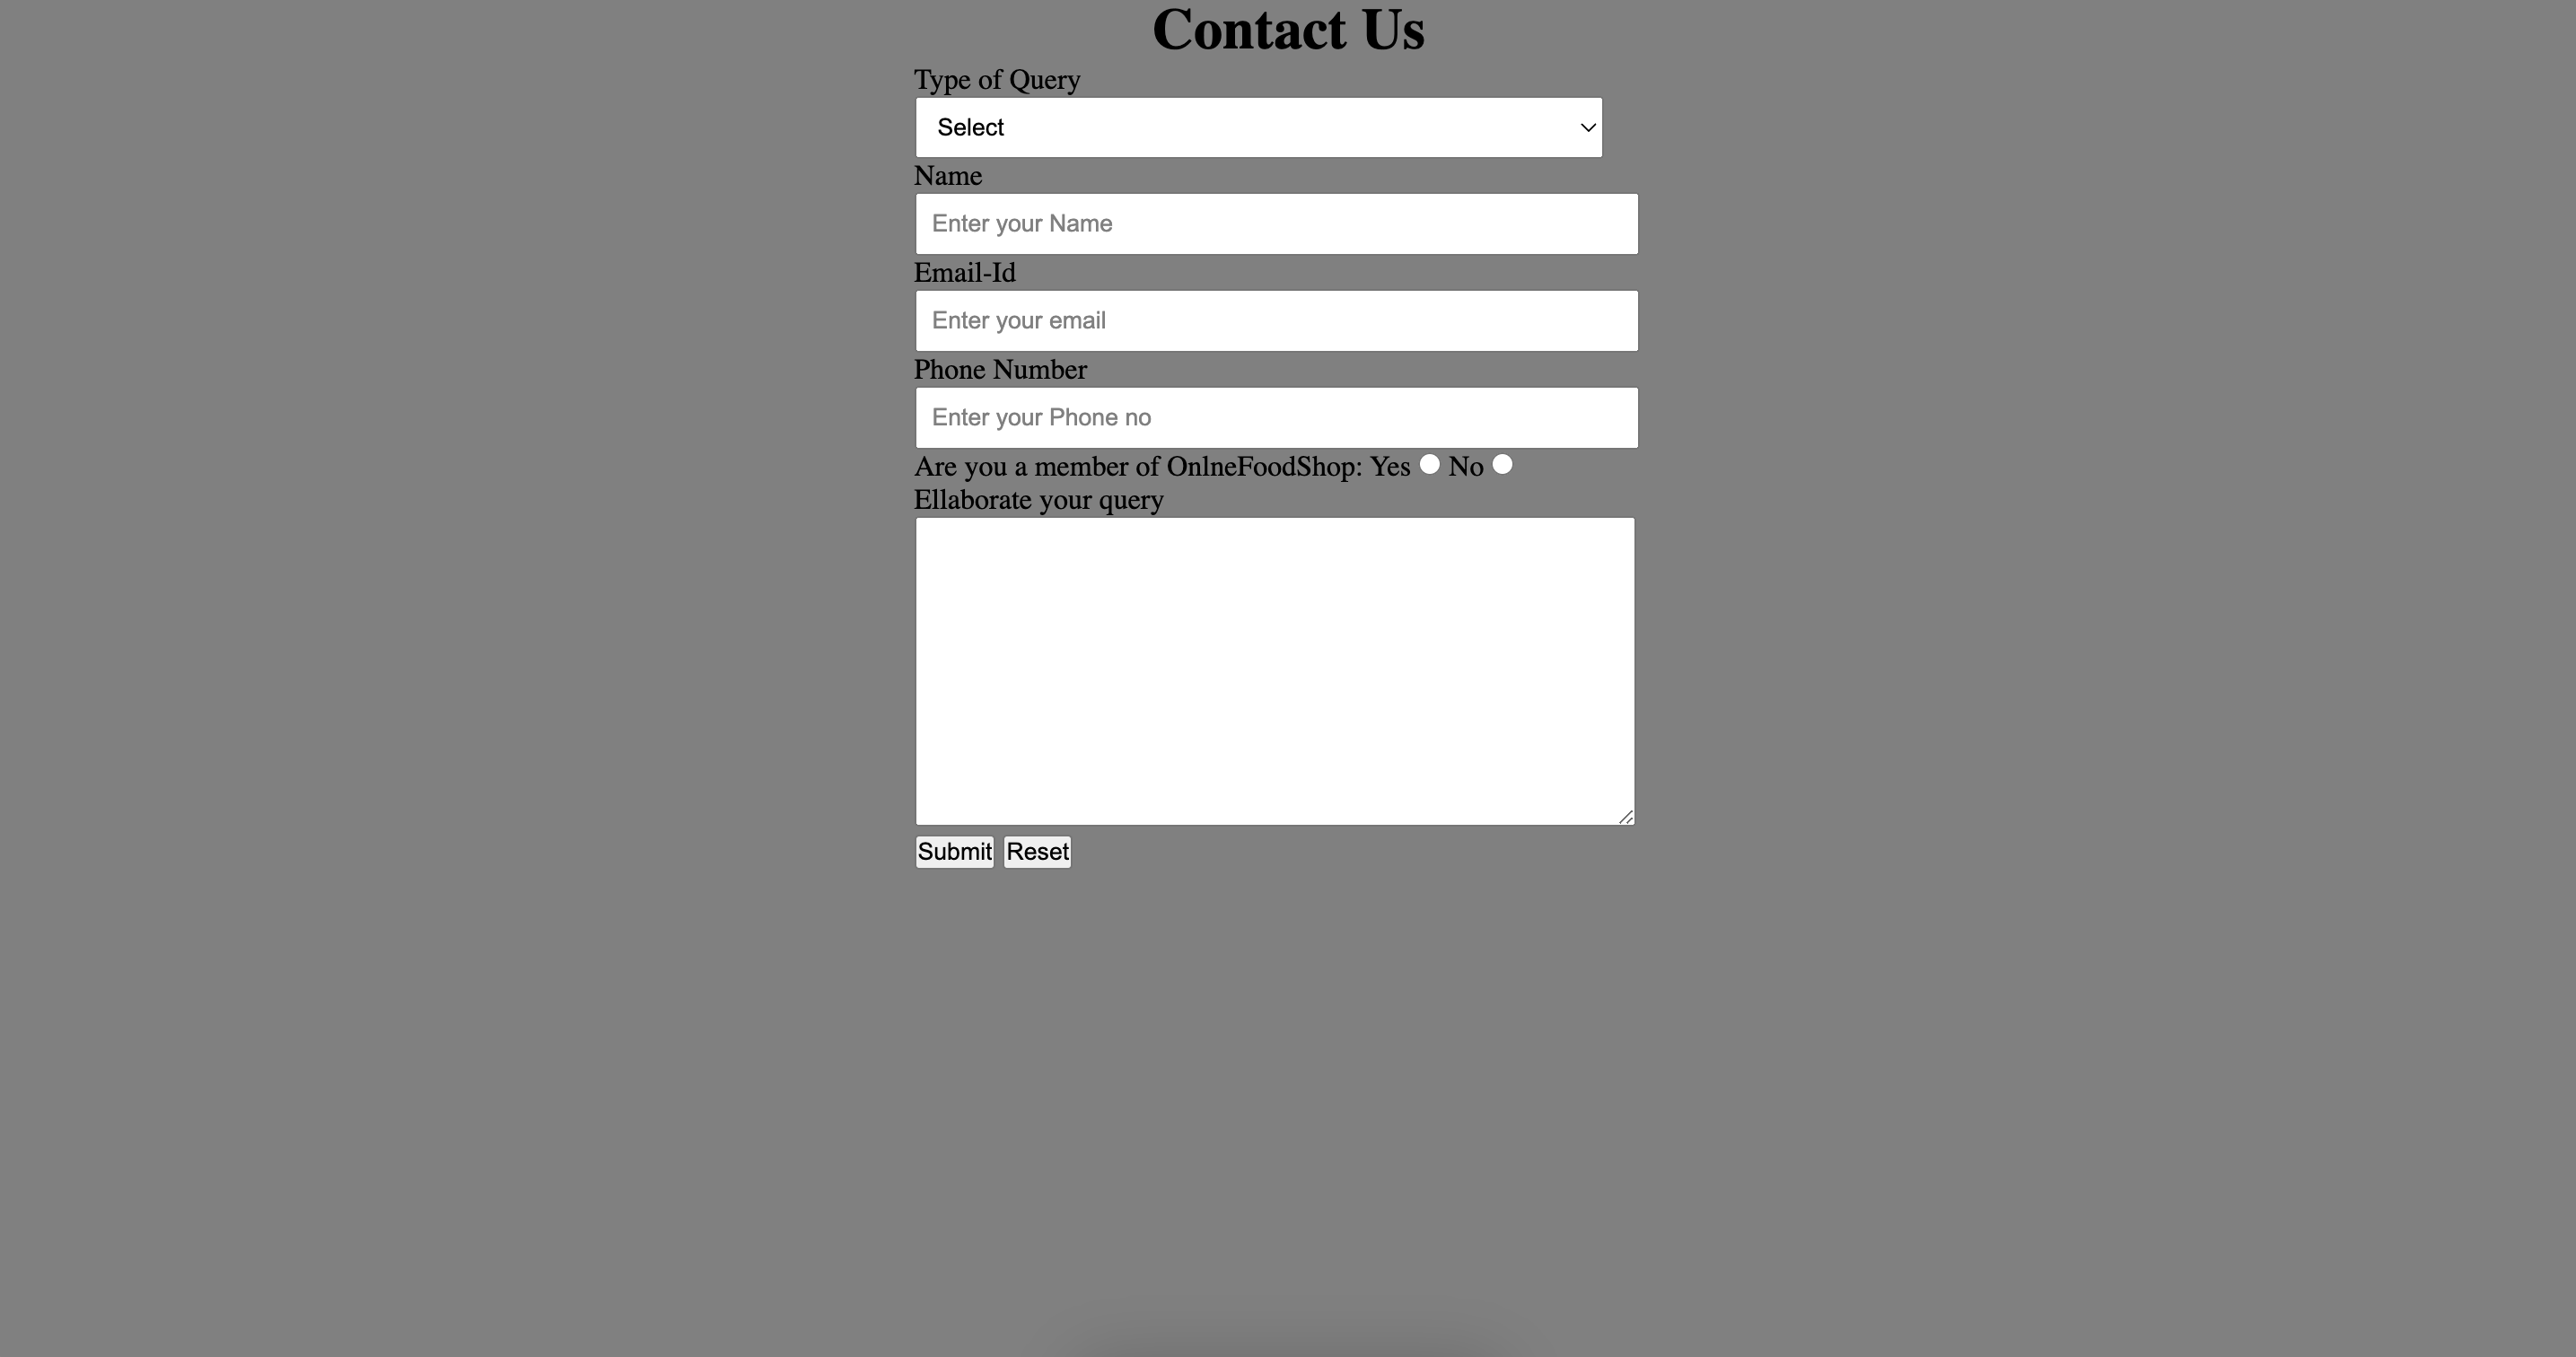 Contact Us
Type of Query
Select
Name
Enter your Name
Email-Id
Enter your email
Phone Number
Enter your Phone no
Are you a member of OnlneFoodShop: Yes No
Ellaborate your query
Submit Reset